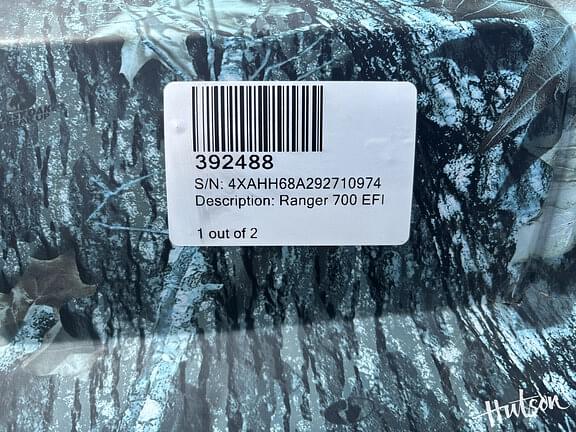 392488
S/N: 4XAHH68A292710974
Description: Ranger 700 EFI
1 out of 2
Hutson